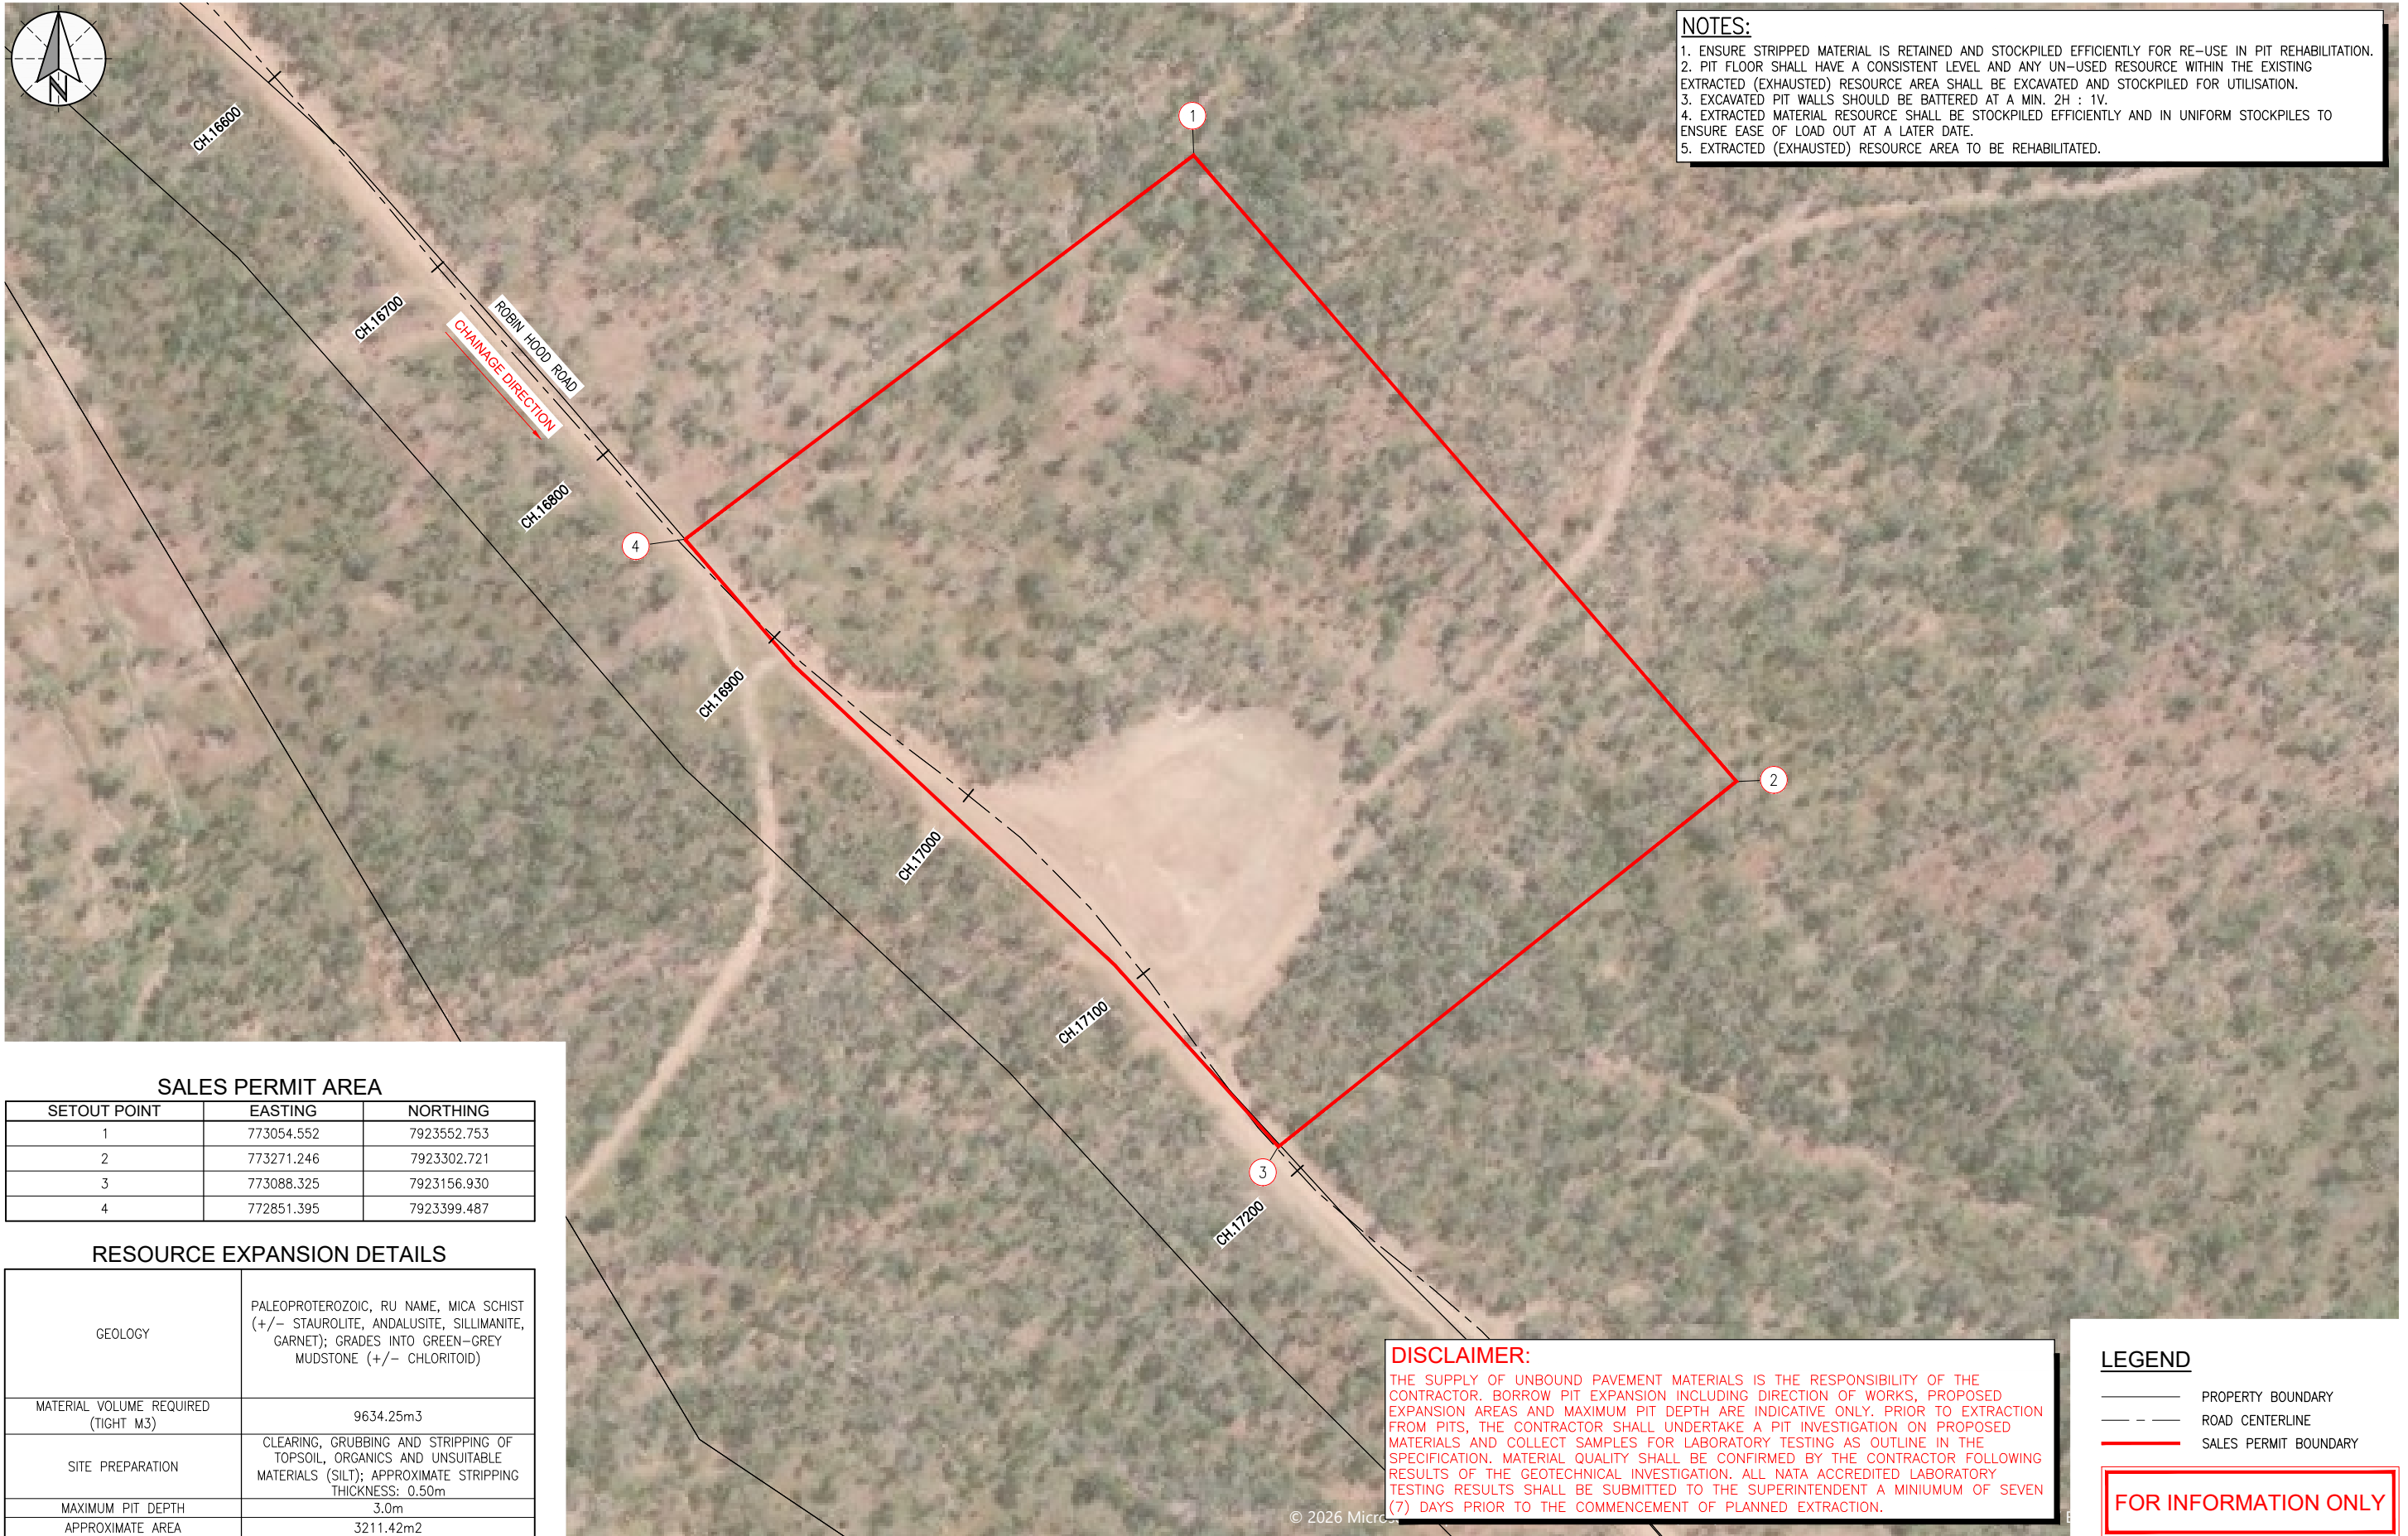 N
NOTES:
1. ENSURE STRIPPED MATERIAL IS RETAINED AND STOCKPILED EFFICIENTLY FOR RE-USE IN PIT REHABILITATION.
2. PIT FLOOR SHALL HAVE A CONSISTENT LEVEL AND ANY UN-USED RESOURCE WITHIN THE EXISTING
EXTRACTED (EXHAUSTED) RESOURCE AREA SHALL BE EXCAVATED AND STOCKPILED FOR UTILISATION.
3. EXCAVATED PIT WALLS SHOULD BE BATTERED AT A MIN. 2H : 1V.
4. EXTRACTED MATERIAL RESOURCE SHALL BE STOCKPILED EFFICIENTLY AND IN UNIFORM STOCKPILES TO
ENSURE EASE OF LOAD OUT AT A LATER DATE.
5. EXTRACTED (EXHAUSTED) RESOURCE AREA TO BE REHABILITATED.
CH.16600
1
CH.16700
ROBIN HOOD ROAD
CHAINAGE DIRECTION
CH.16800
4
CH.16900
2
CH.17000
CH.17100
3
CH.17200
SALES PERMIT AREA
SETOUT POINT EASTING NORTHING
1 773054.552 7923552.753
2 773271.246 7923302.721
3 773088.325 7923156.930
4 772851.395 7923399.487
RESOURCE EXPANSION DETAILS
GEOLOGY
PALEOPROTEROZOIC, RU NAME, MICA SCHIST
(+/- STAUROLITE, ANDALUSITE, SILLIMANITE,
GARNET); GRADES INTO GREEN-GREY
MUDSTONE (+/- CHLORITOID)
MATERIAL VOLUME REQUIRED
(TIGHT M3)
9634.25m3
SITE PREPARATION
CLEARING, GRUBBING AND STRIPPING OF
TOPSOIL, ORGANICS AND UNSUITABLE
MATERIALS (SILT); APPROXIMATE STRIPPING
THICKNESS: 0.50m
MAXIMUM PIT DEPTH 3.0m
APPROXIMATE AREA 3211.42m2
DISCLAIMER:
THE SUPPLY OF UNBOUND PAVEMENT MATERIALS IS THE RESPONSIBILITY OF THE
CONTRACTOR. BORROW PIT EXPANSION INCLUDING DIRECTION OF WORKS, PROPOSED
EXPANSION AREAS AND MAXIMUM PIT DEPTH ARE INDICATIVE ONLY. PRIOR TO EXTRACTION
FROM PITS, THE CONTRACTOR SHALL UNDERTAKE A PIT INVESTIGATION ON PROPOSED
MATERIALS AND COLLECT SAMPLES FOR LABORATORY TESTING AS OUTLINE IN THE
SPECIFICATION. MATERIAL QUALITY SHALL BE CONFIRMED BY THE CONTRACTOR FOLLOWING
RESULTS OF THE GEOTECHNICAL INVESTIGATION. ALL NATA ACCREDITED LABORATORY
TESTING RESULTS SHALL BE SUBMITTED TO THE SUPERINTENDENT A MINIUMUM OF SEVEN
(7) DAYS PRIOR TO THE COMMENCEMENT OF PLANNED EXTRACTION.
© 2026
LEGEND
PROPERTY BOUNDARY
ROAD CENTERLINE
SALES PERMIT BOUNDARY
FOR INFORMATION ONLY